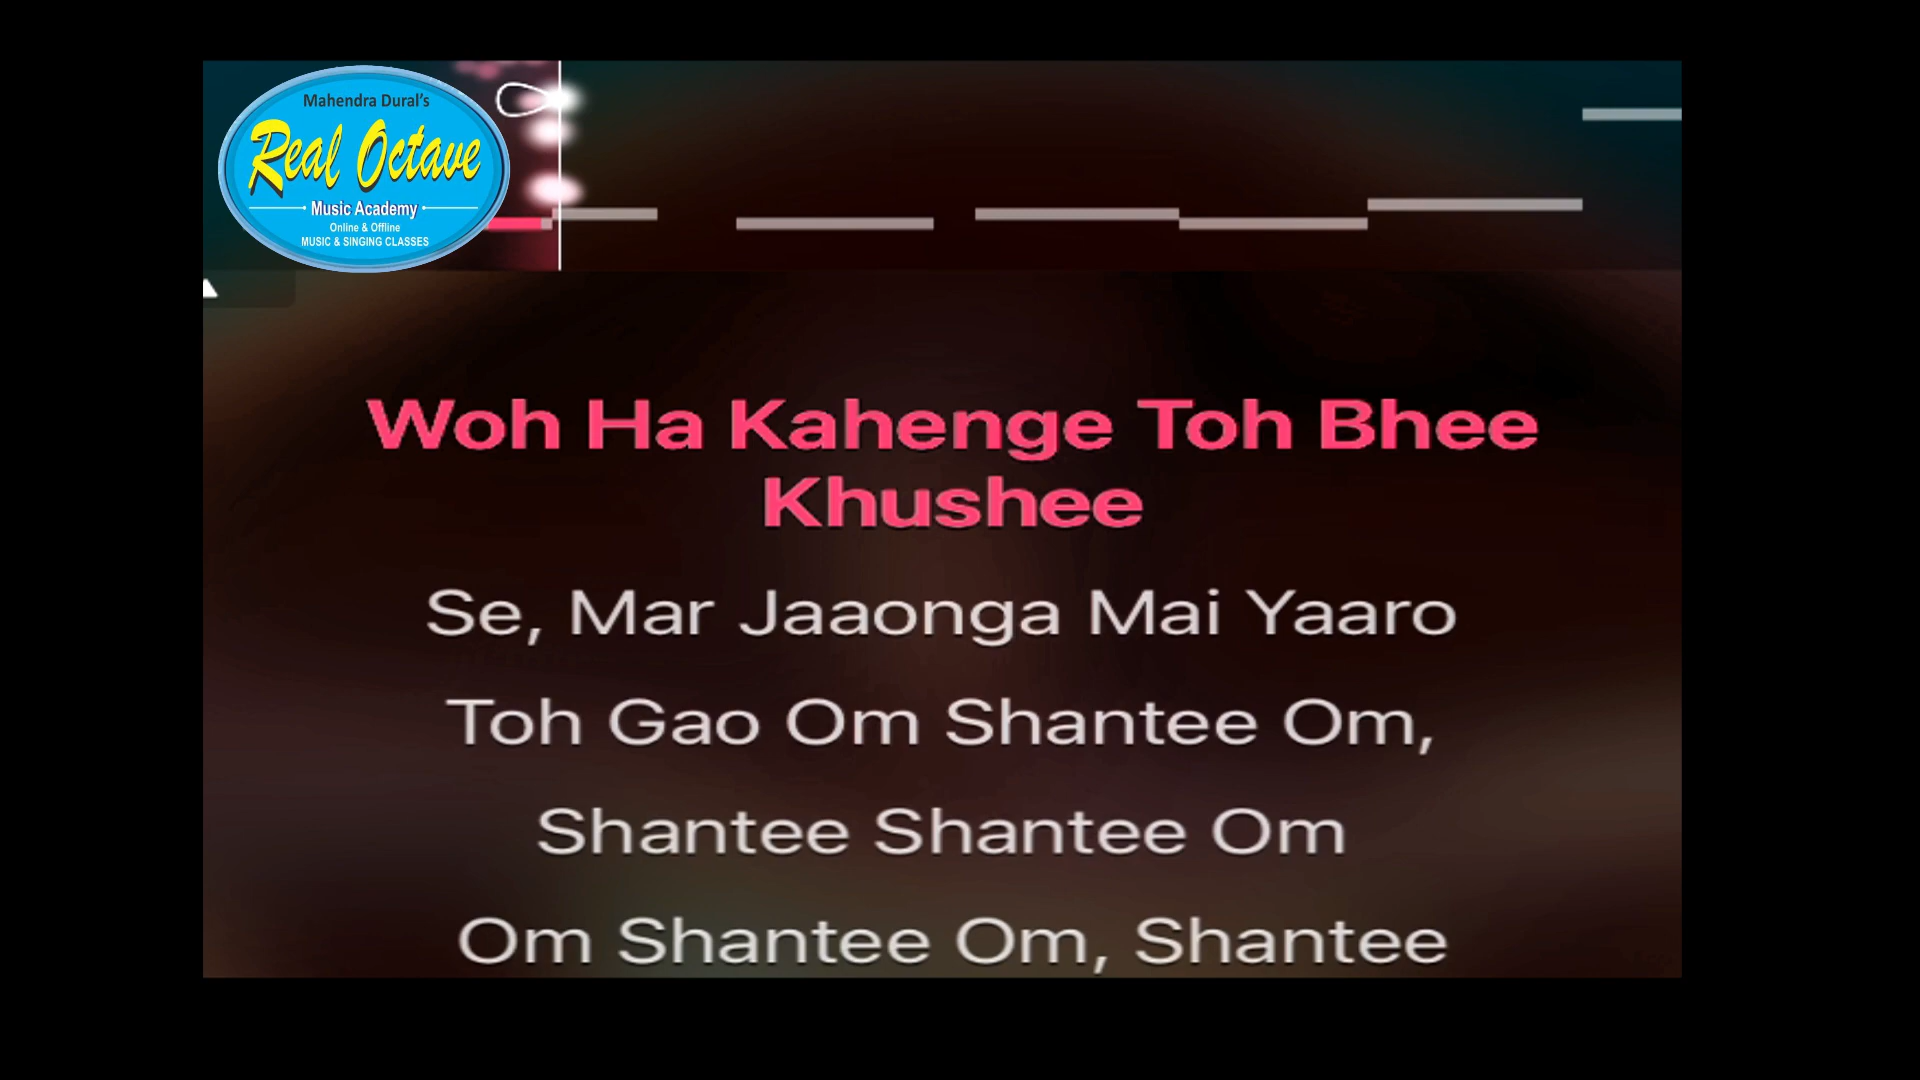 Mahendra Dural's
Real Octave
Music Academy
Online & Offline
MUSIC & SINGING CLASSES
Woh Ha Kahenge Toh Bhee
Khushee
Se, Mar Jaaonga Mai Yaaro
Toh Gao Om Shantee Om,
Shantee Shantee Om
Om Shantee Om, Shantee